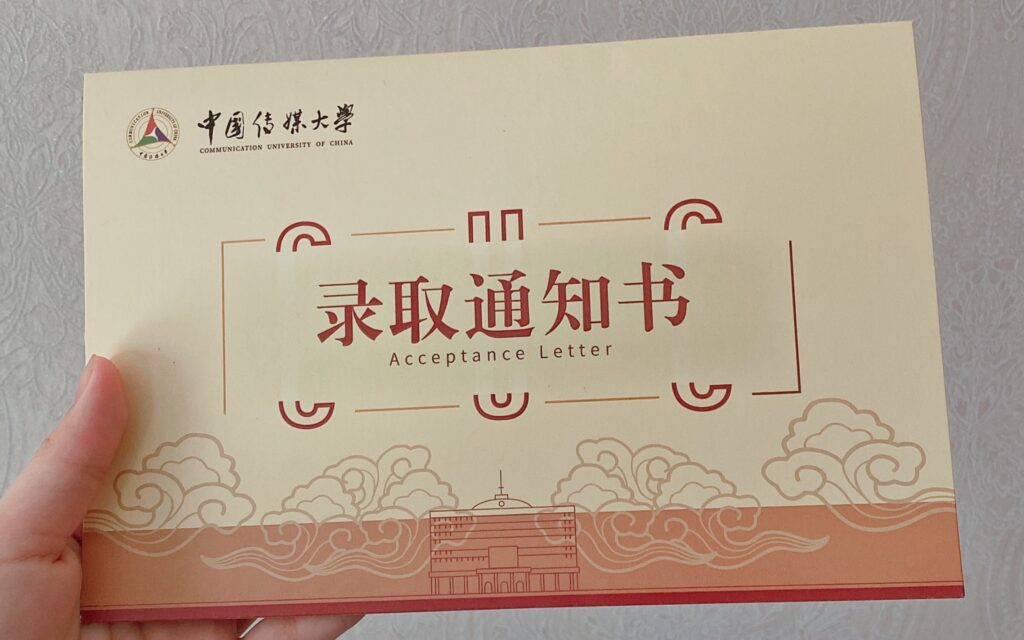 中国传媒大学
COMMUNICATION UNIVERSITY OF CHINA
录取通知书
Acceptance Letter